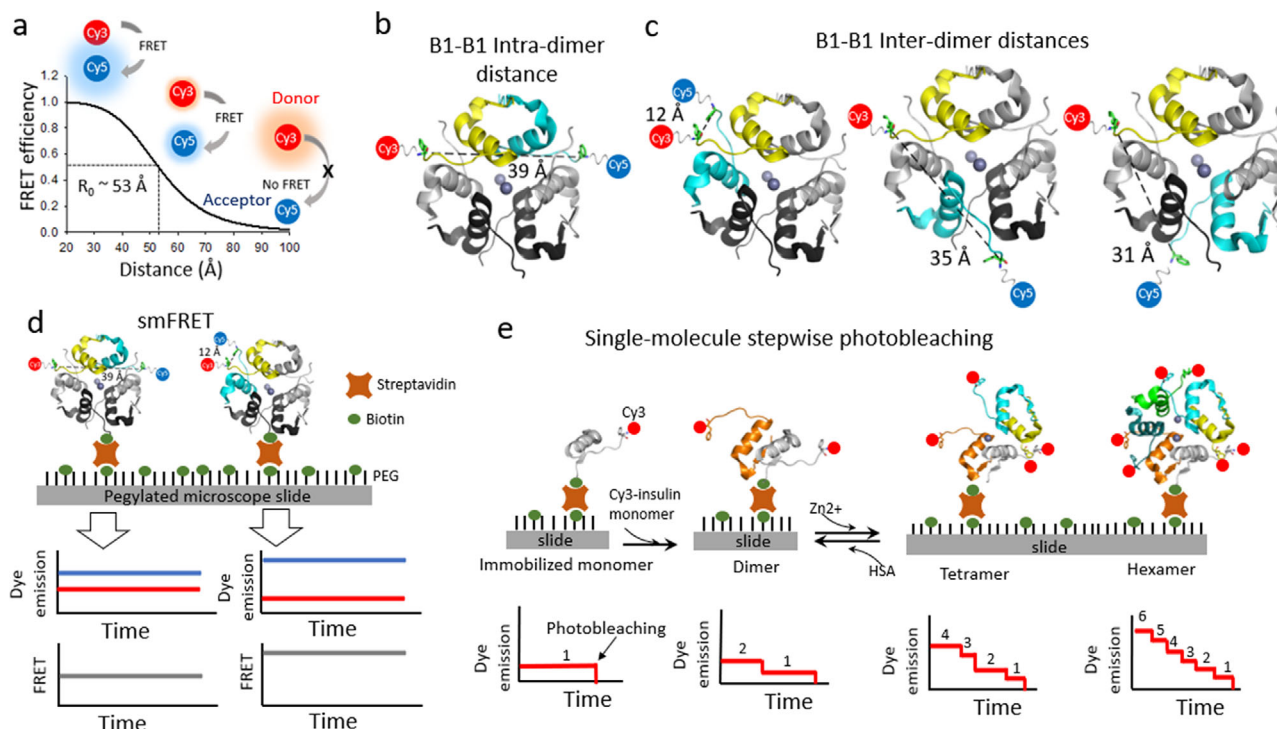 a
Cy3
FRET
Cy5
FRET efficiency
1.2
1.0
0.8
0.6
0.4
0.2
0.0
R0 ~ 53 Å
Cy3
FRET
Cy5
Donor
Cy3
X
No FRET
Acceptor
Cy5
20 30 40 50 60 70 80 90 100
Distance (Å)
b
B1-B1 Intra-dimer
distance
Cy3
39 Å
Cy5
c
B1-B1 Inter-dimer distances
Cy5
12 Å
Cy3
Cy3
35 Å
Cy5
Cy3
31 Å
Cy5
d
smFRET
Cy3
39 Å
Cy5
Cy5
12 Å
Cy3
Streptavidin
Biotin
PEG
Pegylated microscope slide
Dye
emission
Time
Dye
emission
Time
FRET
Time
FRET
Time
e
Single-molecule stepwise photobleaching
Cy3
Cy3-insulin
monomer
Zn2+
HSA
slide
slide
slide
Immobilized monomer
Dimer
Tetramer
Hexamer
Photobleaching
1
Dye
emission
Time
2
1
Dye
emission
Time
4
3
2
1
Dye
emission
Time
6
5
4
3
2
1
Dye
emission
Time